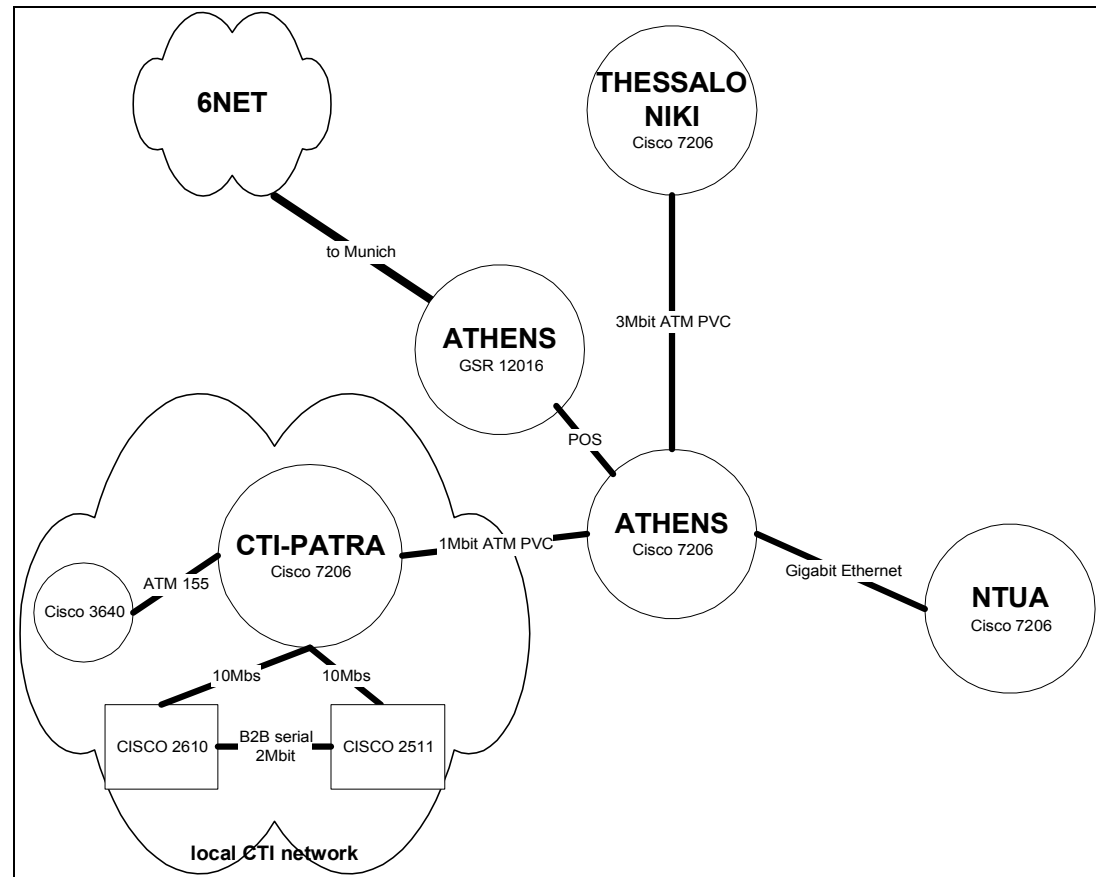 6NET
THESSALO
NIKI
Cisco 7206
to Munich
3Mbit ATM PVC
ATHENS
GSR 12016
POS
ATHENS
Cisco 7206
CTI-PATRA
Cisco 7206
1Mbit ATM PVC
Gigabit Ethernet
NTUA
Cisco 7206
ATM 155
Cisco 3640
10Mbs
10Mbs
CISCO 2610
B2B serial
2Mbit
CISCO 2511
local CTI network